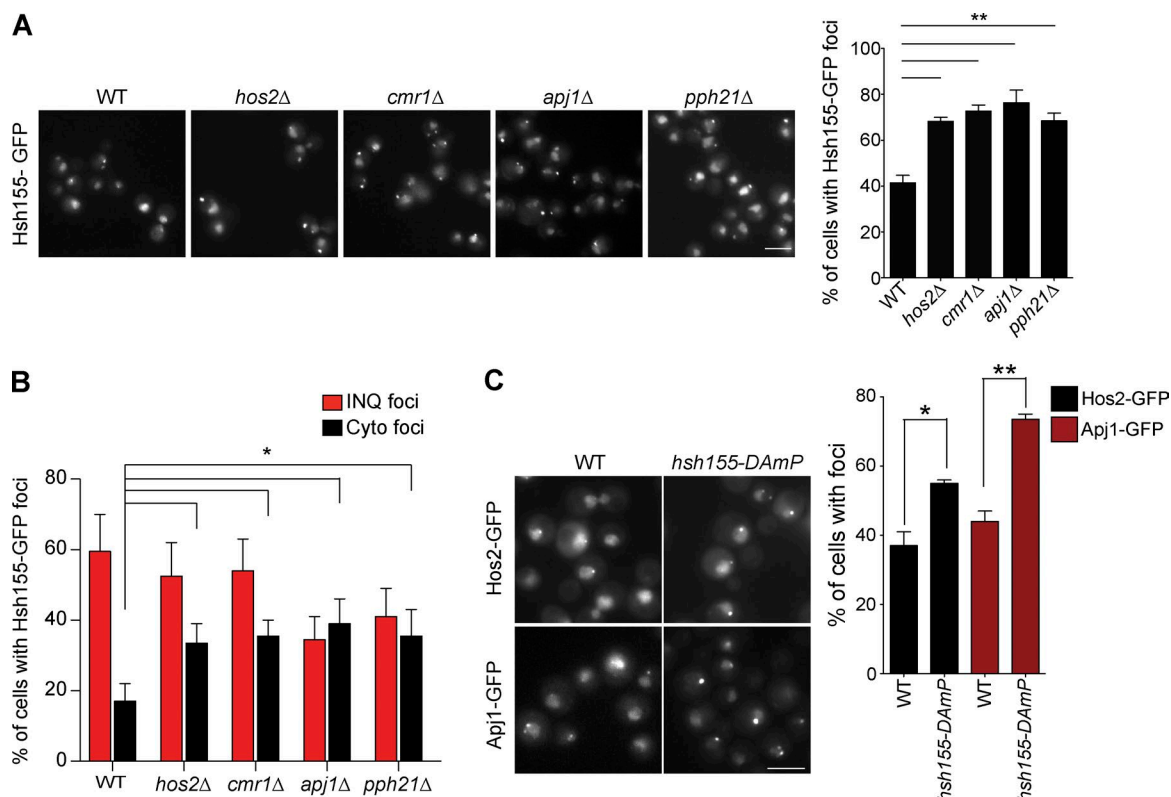 A
WT
hos2Δ
cmr1Δ
apj1Δ
pph21Δ
Hsh155- GFP
**
% of cells with Hsh155-GFP foci
100
80
60
40
20
0
WT
hos2Δ
cmr1Δ
apj1Δ
pph21Δ
B
INQ foci
Cyto foci
*
% of cells with Hsh155-GFP foci
80
60
40
20
0
WT
hos2Δ
cmr1Δ
apj1Δ
pph21Δ
C
WT
hsh155-DAmP
Hos2-GFP
Apj1-GFP
*
**
Hos2-GFP
Apj1-GFP
% of cells with foci
80
60
40
20
0
WT
hsh155-DAmP
WT
hsh155-DAmP